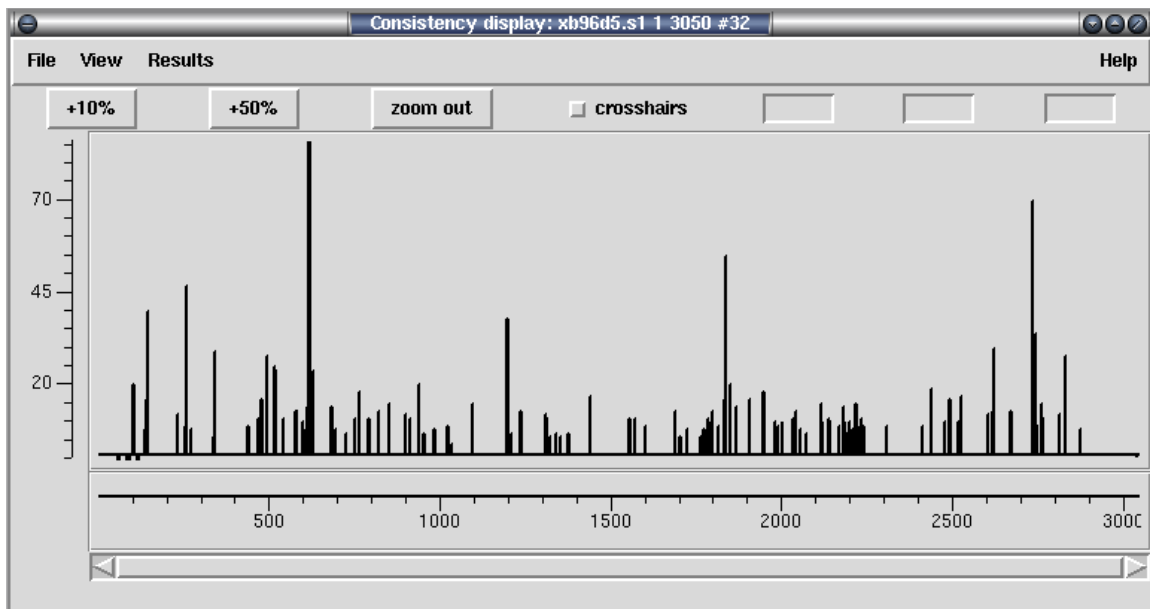 Consistency display: xb96d5.s1 1 3050 #32
File View Results Help
+10% +50% zoom out crosshairs
70
45
20
500 1000 1500 2000 2500 3000